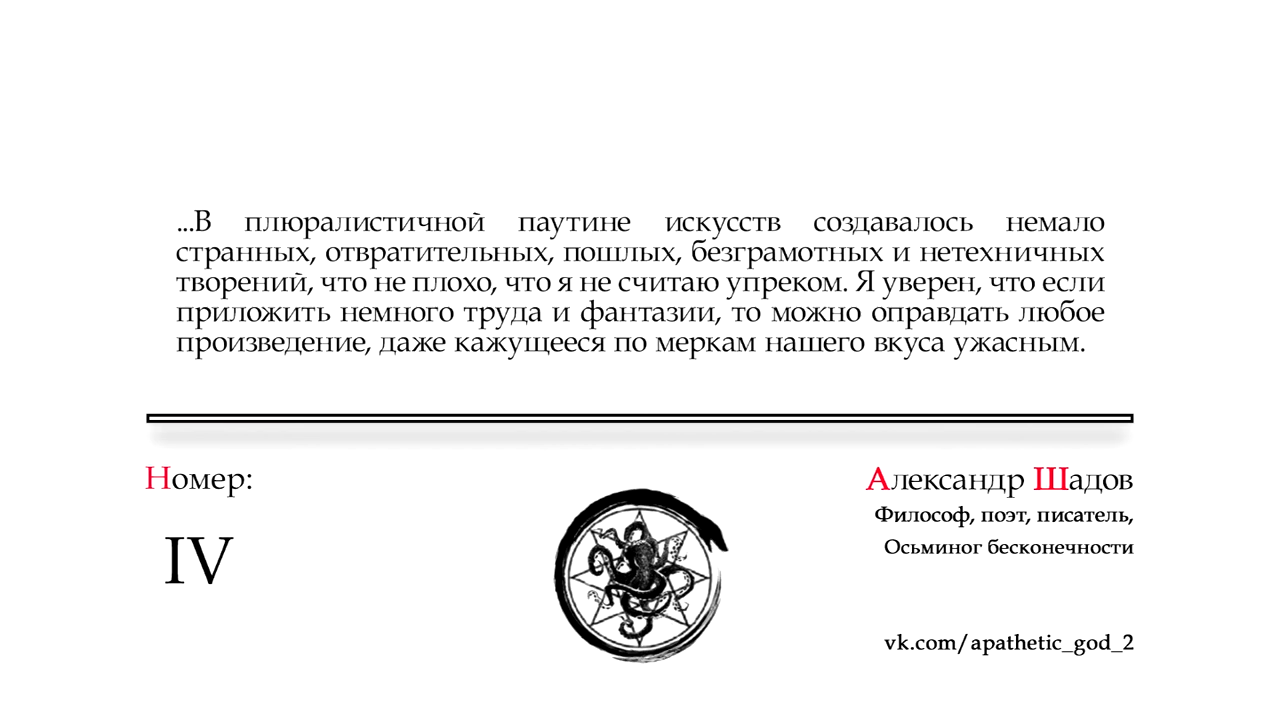 ...В плюралистичной паутине искусств создавалось немало
странных, отвратительных, пошлых, безграмотных и нетехничных
творений, что не плохо, что я не считаю упреком. Я уверен, что если
приложить немного труда и фантазии, то можно оправдать любое
произведение, даже кажущееся по меркам нашего вкуса ужасным.
Номер:
IV
Александр Шадов
Философ, поэт, писатель,
Осьминог бесконечности
vk.com/apathetic_god_2